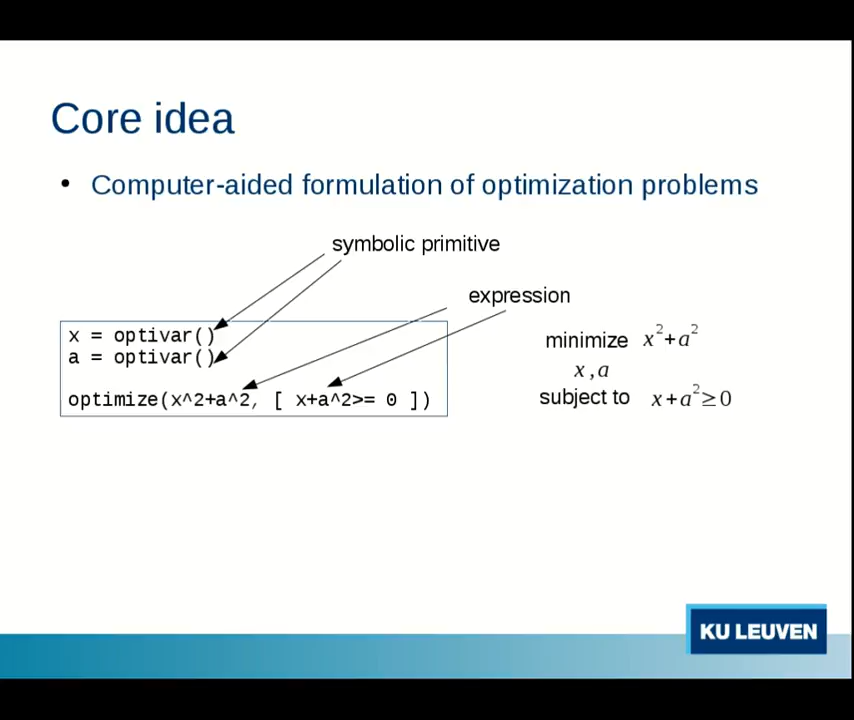 Core idea
• Computer-aided formulation of optimization problems
symbolic primitive
expression
x = optivar()
a = optivar()
optimize(x^2+a^2, [ x+a^2>= 0 ])
minimize x²+a²
x,a
subject to x+a²≥0
KU LEUVEN